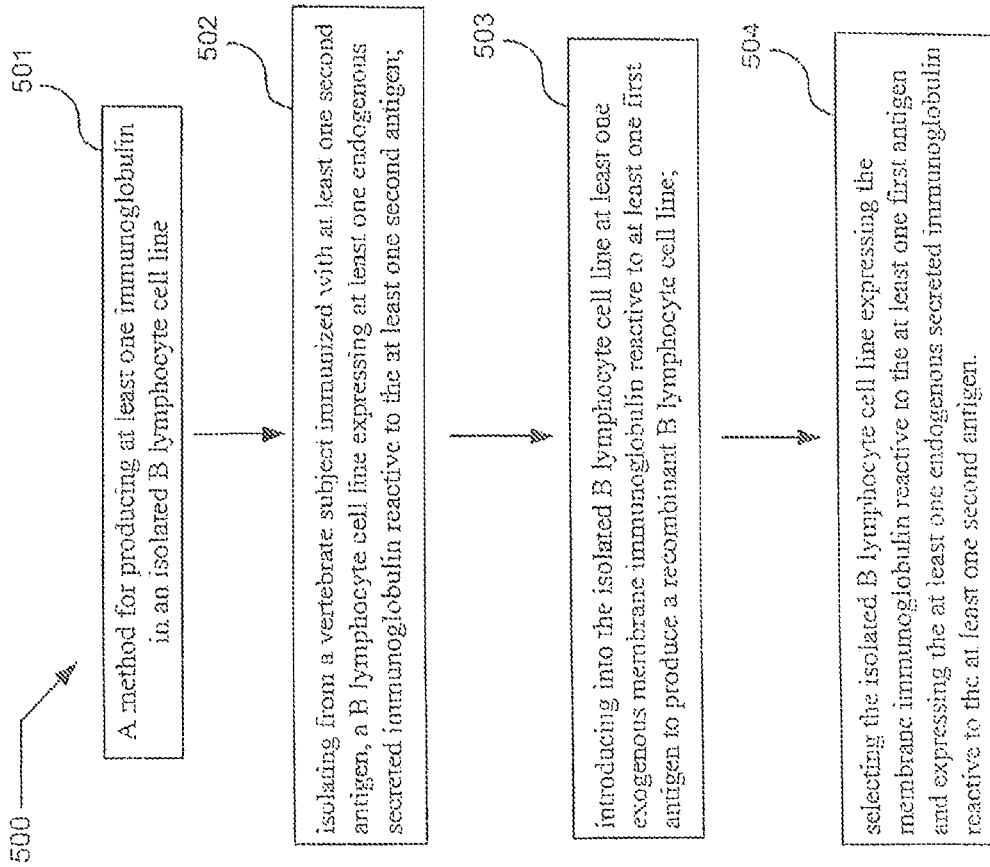 500
501
A method for producing at least one immunoglobulin
in an isolated B lymphocyte cell line
502
isolating from a vertebrate subject immunized with at least one second
antigen, a B lymphocyte cell line expressing at least one endogenous
secreted immunoglobulin reactive to the at least one second antigen;
503
introducing into the isolated B lymphocyte cell line at least one
exogenous membrane immunoglobulin reactive to at least one first
antigen to produce a recombinant B lymphocyte cell line;
504
selecting the isolated B lymphocyte cell line expressing the
membrane immunoglobulin reactive to the at least one first antigen
and expressing the at least one endogenous secreted immunoglobulin
reactive to the at least one second antigen.